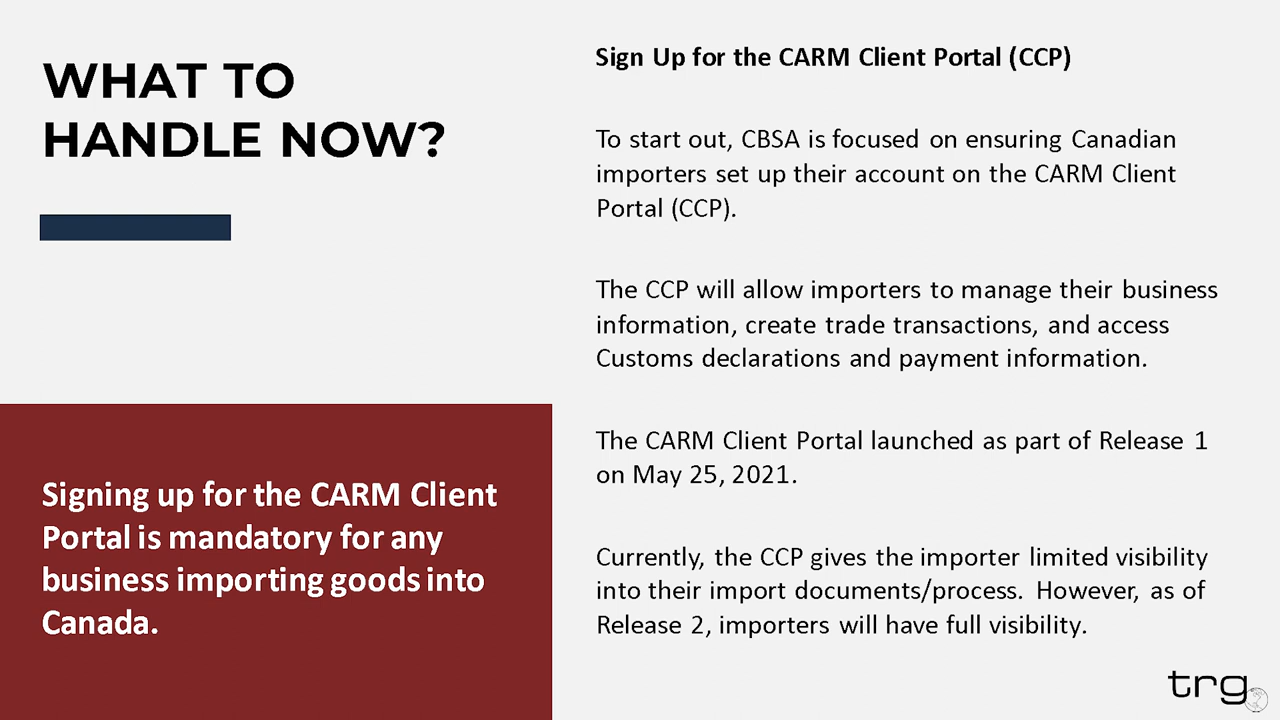 WHAT TO
HANDLE NOW?
Signing up for the CARM Client
Portal is mandatory for any
business importing goods into
Canada.
Sign Up for the CARM Client Portal (CCP)
To start out, CBSA is focused on ensuring Canadian
importers set up their account on the CARM Client
Portal (CCP).
The CCP will allow importers to manage their business
information, create trade transactions, and access
Customs declarations and payment information.
The CARM Client Portal launched as part of Release 1
on May 25, 2021.
Currently, the CCP gives the importer limited visibility
into their import documents/process. However, as of
Release 2, importers will have full visibility.
trg